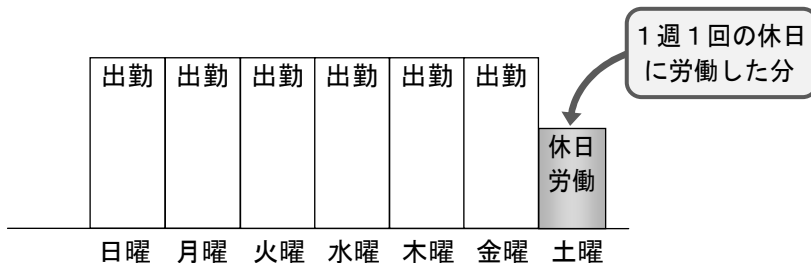 1週1回の休日
に労働した分
出勤 出勤 出勤 出勤 出勤 出勤
休日
労働
日曜 月曜 火曜 水曜 木曜 金曜 土曜